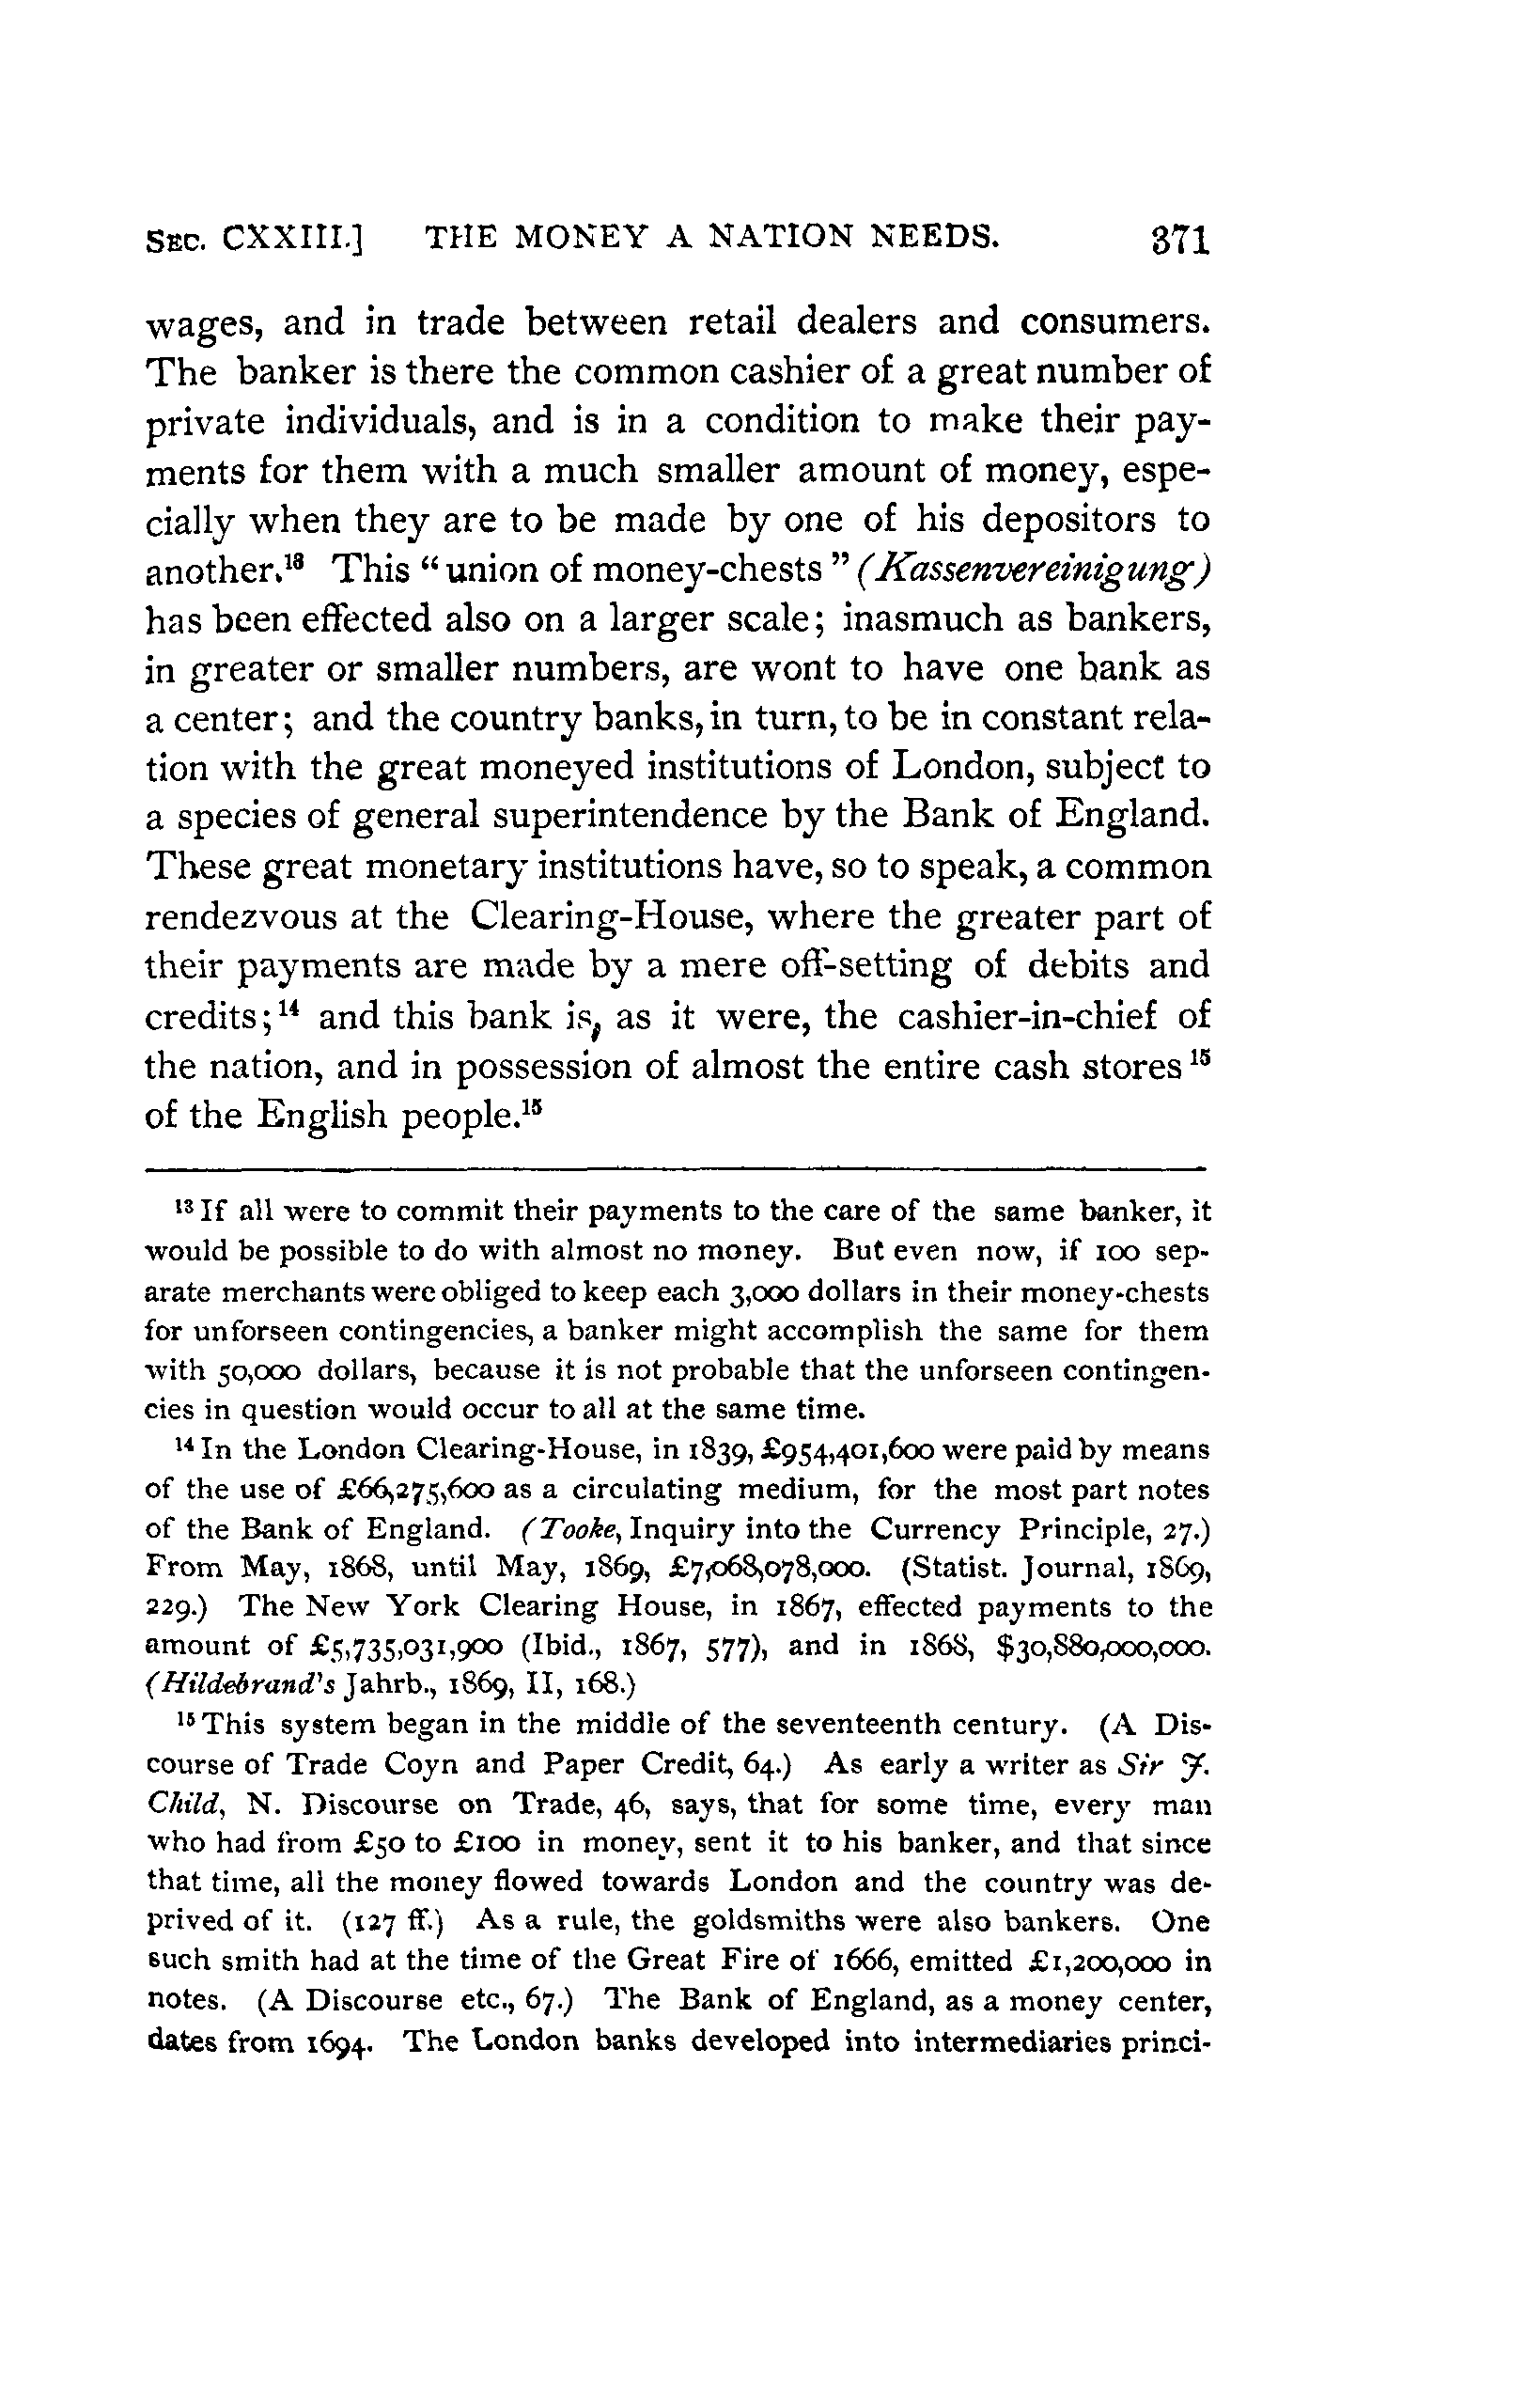 SEC. CXXIII.] THE MONEY A NATION NEEDS. 371
wages, and in trade between retail dealers and consumers.
The banker is there the common cashier of a great number of
private individuals, and is in a condition to make their pay-
ments for them with a much smaller amount of money, espe-
cially when they are to be made by one of his depositors to
another.¹³ This “union of money-chests” (Kassenvereinigung)
has been effected also on a larger scale; inasmuch as bankers,
in greater or smaller numbers, are wont to have one bank as
a center; and the country banks, in turn, to be in constant rela-
tion with the great moneyed institutions of London, subject to
a species of general superintendence by the Bank of England.
These great monetary institutions have, so to speak, a common
rendezvous at the Clearing-House, where the greater part of
their payments are made by a mere off-setting of debits and
credits;¹⁴ and this bank is, as it were, the cashier-in-chief of
the nation, and in possession of almost the entire cash stores¹⁵
of the English people.¹⁵
¹³ If all were to commit their payments to the care of the same banker, it
would be possible to do with almost no money. But even now, if 100 sep-
arate merchants were obliged to keep each 3,000 dollars in their money-chests
for unforseen contingencies, a banker might accomplish the same for them
with 50,000 dollars, because it is not probable that the unforseen contingen-
cies in question would occur to all at the same time.
¹⁴ In the London Clearing-House, in 1839, £954,401,600 were paid by means
of the use of £66,275,600 as a circulating medium, for the most part notes
of the Bank of England. (Tooke, Inquiry into the Currency Principle, 27.)
From May, 1868, until May, 1869, £7,068,078,000. (Statist. Journal, 1869,
229.) The New York Clearing House, in 1867, effected payments to the
amount of £5,735,031,900 (Ibid., 1867, 577), and in 1868, $30,880,000,000.
(Hildebrand's Jahrb., 1869, II, 168.)
¹⁵ This system began in the middle of the seventeenth century. (A Dis-
course of Trade Coyn and Paper Credit, 64.) As early a writer as Sir J.
Child, N. Discourse on Trade, 46, says, that for some time, every man
who had from £50 to £100 in money, sent it to his banker, and that since
that time, all the money flowed towards London and the country was de-
prived of it. (127 ff.) As a rule, the goldsmiths were also bankers. One
such smith had at the time of the Great Fire of 1666, emitted £1,200,000 in
notes. (A Discourse etc., 67.) The Bank of England, as a money center,
dates from 1694. The London banks developed into intermediaries princi-